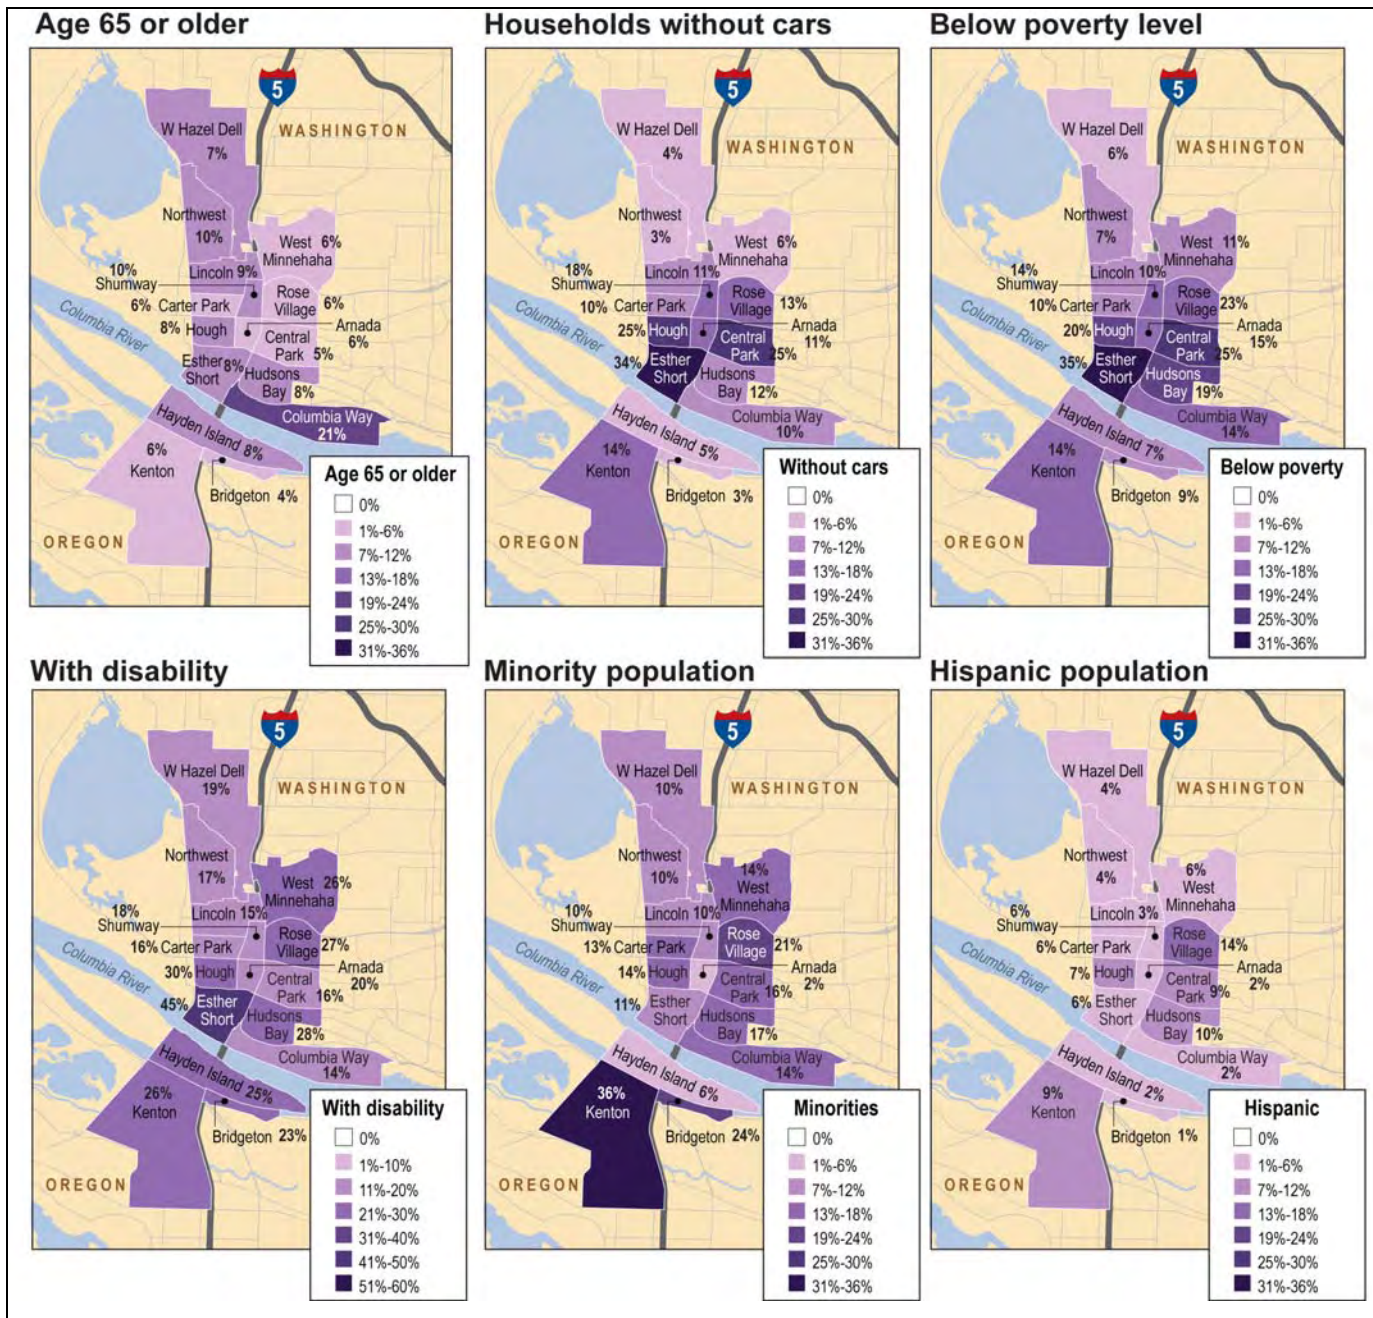 Age 65 or older
5
WASHINGTON
W Hazel Dell
7%
Northwest
10%
West 6%
Minnehaha
10%
Shumway
Lincoln 9%
Rose
Village
6%
6% Carter Park
8% Hough
Arnada
6%
Central
Park
5%
Columbia River
Esther
Short
8%
Hudsons
Bay
8%
Columbia Way
21%
Hayden Island 8%
6%
Kenton
Bridgeton 4%
OREGON
Age 65 or older
0%
1%-6%
7%-12%
13%-18%
19%-24%
25%-30%
31%-36%
Households without cars
5
WASHINGTON
W Hazel Dell
4%
Northwest
3%
West 6%
Minnehaha
18%
Shumway
Lincoln 11%
Rose
Village
13%
10% Carter Park
25% Hough
Arnada
11%
Central
Park
25%
Columbia River
34%
Esther
Short
Hudsons
Bay
12%
Columbia Way
10%
Hayden Island 5%
14%
Kenton
Bridgeton 3%
OREGON
Without cars
0%
1%-6%
7%-12%
13%-18%
19%-24%
25%-30%
31%-36%
Below poverty level
5
WASHINGTON
W Hazel Dell
6%
Northwest
7%
West 11%
Minnehaha
14%
Shumway
Lincoln 10%
Rose
Village
23%
10% Carter Park
20% Hough
Arnada
15%
Central
Park
25%
Columbia River
35%
Esther
Short
Hudsons
Bay
19%
Columbia Way
14%
Hayden Island 7%
14%
Kenton
Bridgeton 9%
OREGON
Below poverty
0%
1%-6%
7%-12%
13%-18%
19%-24%
25%-30%
31%-36%
With disability
5
WASHINGTON
W Hazel Dell
19%
Northwest
17%
West 26%
Minnehaha
18%
Shumway
Lincoln 15%
Rose
Village
27%
16% Carter Park
30% Hough
Arnada
20%
Central
Park
16%
Columbia River
45%
Esther
Short
Hudsons
Bay
28%
Columbia Way
14%
Hayden Island 25%
26%
Kenton
Bridgeton 23%
OREGON
With disability
0%
1%-10%
11%-20%
21%-30%
31%-40%
41%-50%
51%-60%
Minority population
5
WASHINGTON
W Hazel Dell
10%
Northwest
10%
14%
West
Minnehaha
10%
Shumway
Lincoln 10%
Rose
Village
21%
13% Carter Park
14% Hough
Arnada
2%
Central
Park
16%
Columbia River
11%
Esther
Short
Hudsons
Bay
17%
Columbia Way
14%
Hayden Island 6%
36%
Kenton
Bridgeton 24%
OREGON
Minorities
0%
1%-6%
7%-12%
13%-18%
19%-24%
25%-30%
31%-36%
Hispanic population
5
WASHINGTON
W Hazel Dell
4%
Northwest
4%
6%
West
Minnehaha
6%
Shumway
Lincoln 3%
Rose
Village
14%
6% Carter Park
7% Hough
Arnada
2%
Central
Park
9%
Columbia River
6%
Esther
Short
Hudsons
Bay
10%
Columbia Way
2%
Hayden Island 2%
9%
Kenton
Bridgeton 1%
OREGON
Hispanic
0%
1%-6%
7%-12%
13%-18%
19%-24%
25%-30%
31%-36%